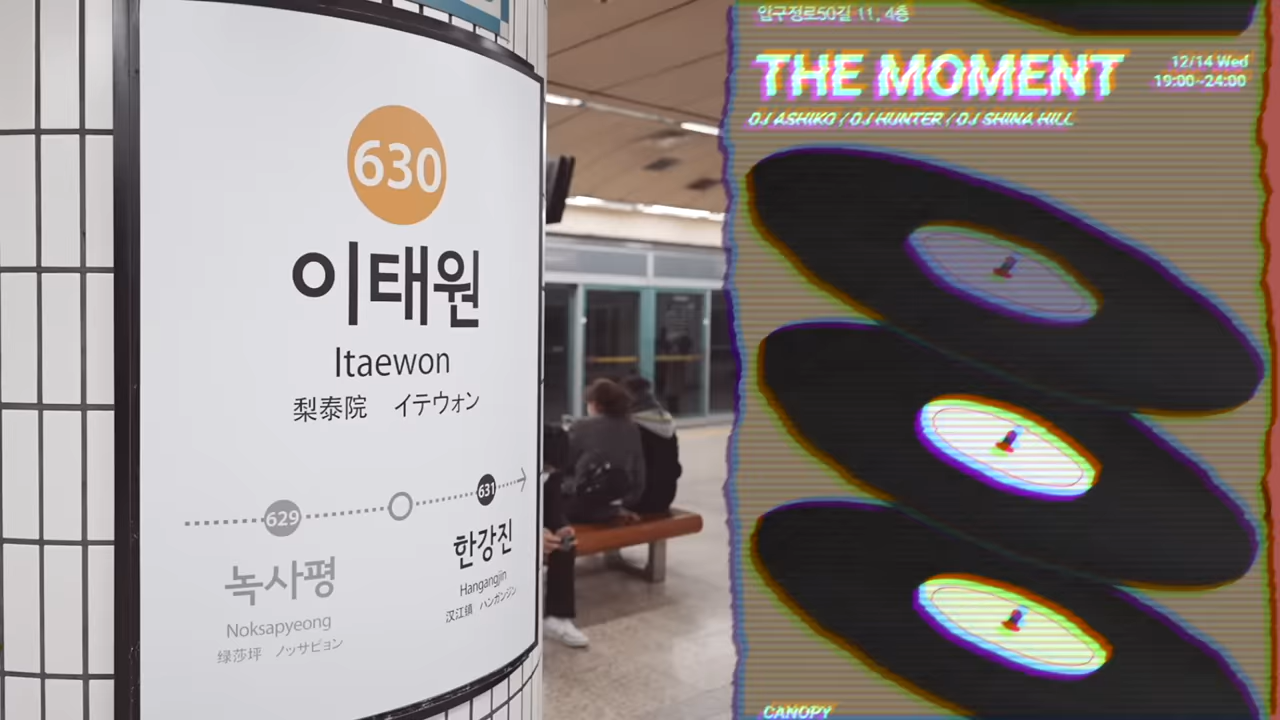 630
이태원
Itaewon
梨泰院 イテウォン
629
631
녹사평
Noksapyeong
绿莎坪 ノッサピョン
한강진
Hangangjin
汉江镇 ハンガンジン
압구정로50길 11, 4층
THE MOMENT
12/14 Wed
19:00~24:00
DJ ASHIKO / DJ HUNTER / DJ SHINA HILL
CANOPY